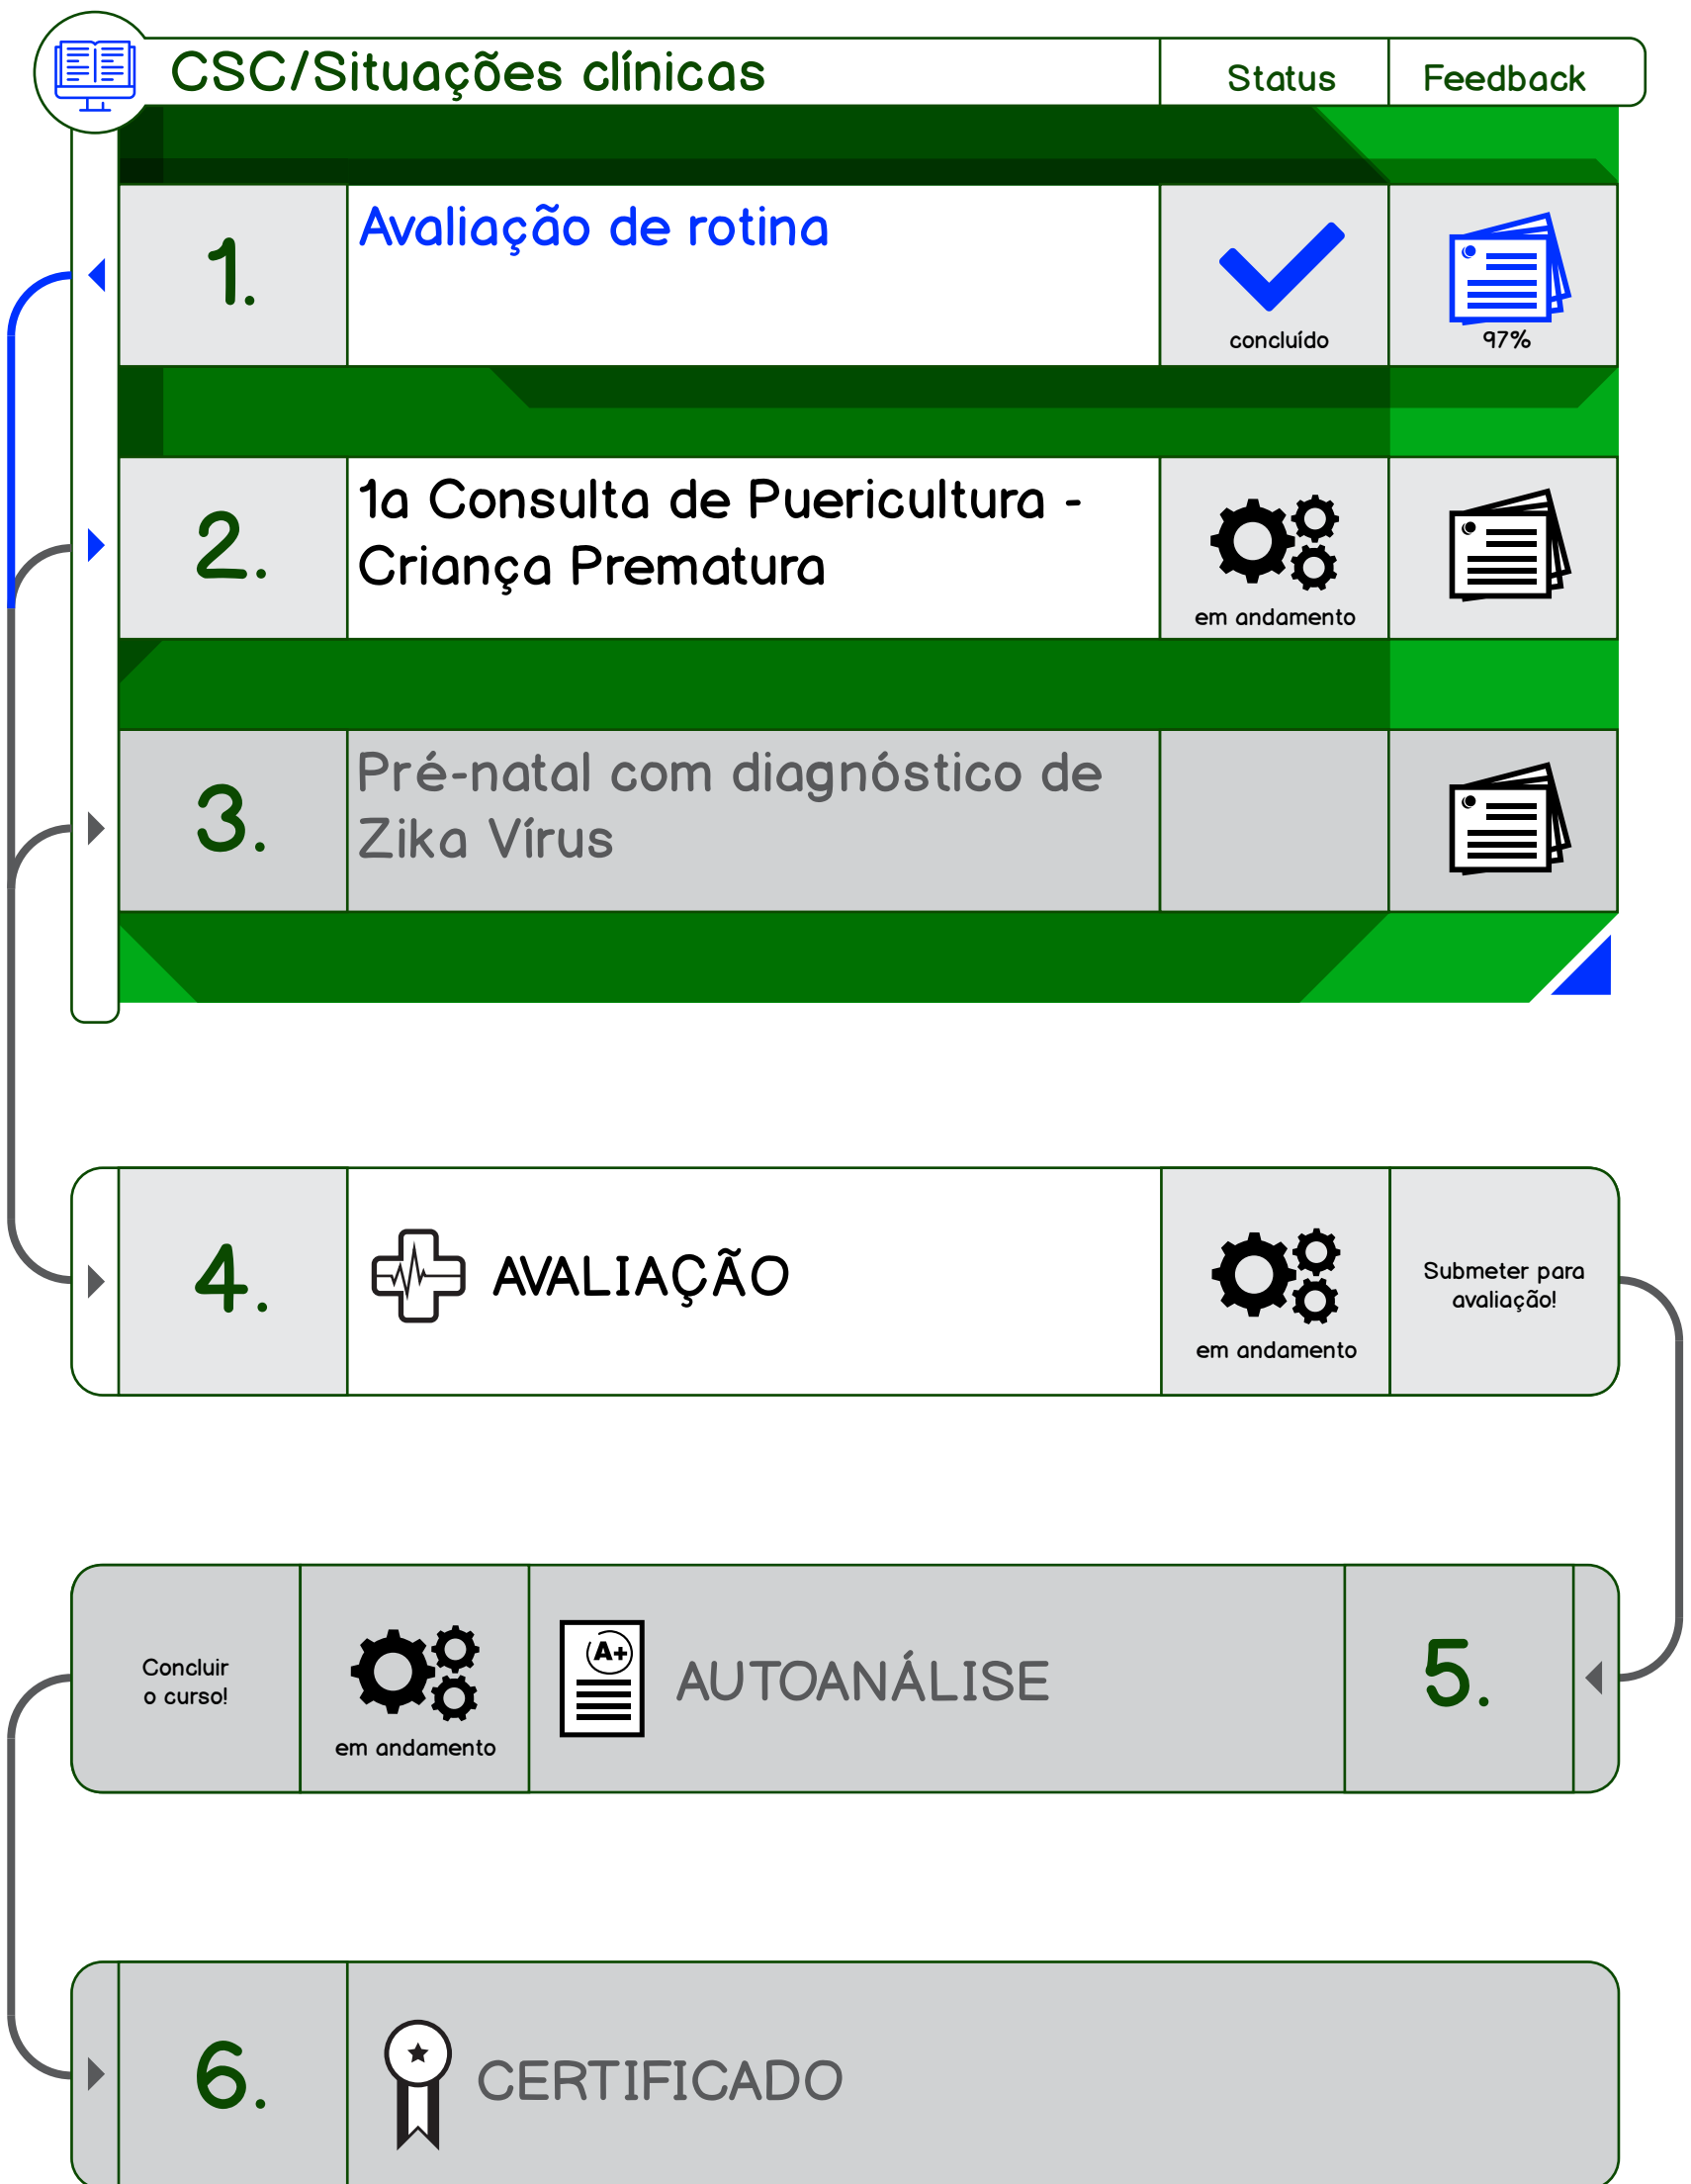 CSC/Situações clínicas
Status
Feedback
1.
Avaliação de rotina
concluído
97%
2.
1a Consulta de Puericultura -
Criança Prematura
em andamento
3.
Pré-natal com diagnóstico de
Zika Vírus
4.
AVALIAÇÃO
em andamento
Submeter para
avaliação!
Concluir
o curso!
em andamento
A+
AUTOANÁLISE
5.
6.
CERTIFICADO